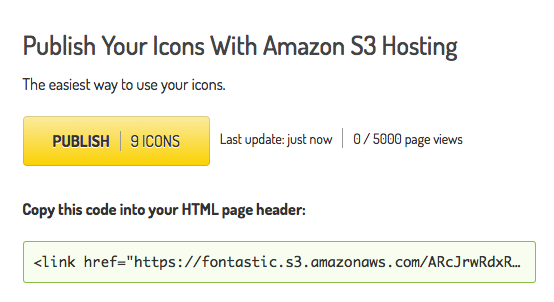 Publish Your Icons With Amazon S3 Hosting
The easiest way to use your icons.
PUBLISH | 9 ICONS Last update: just now | 0 / 5000 page views
Copy this code into your HTML page header:
<link href="https://fontastic.s3.amazonaws.com/ARcJrwRdxR...